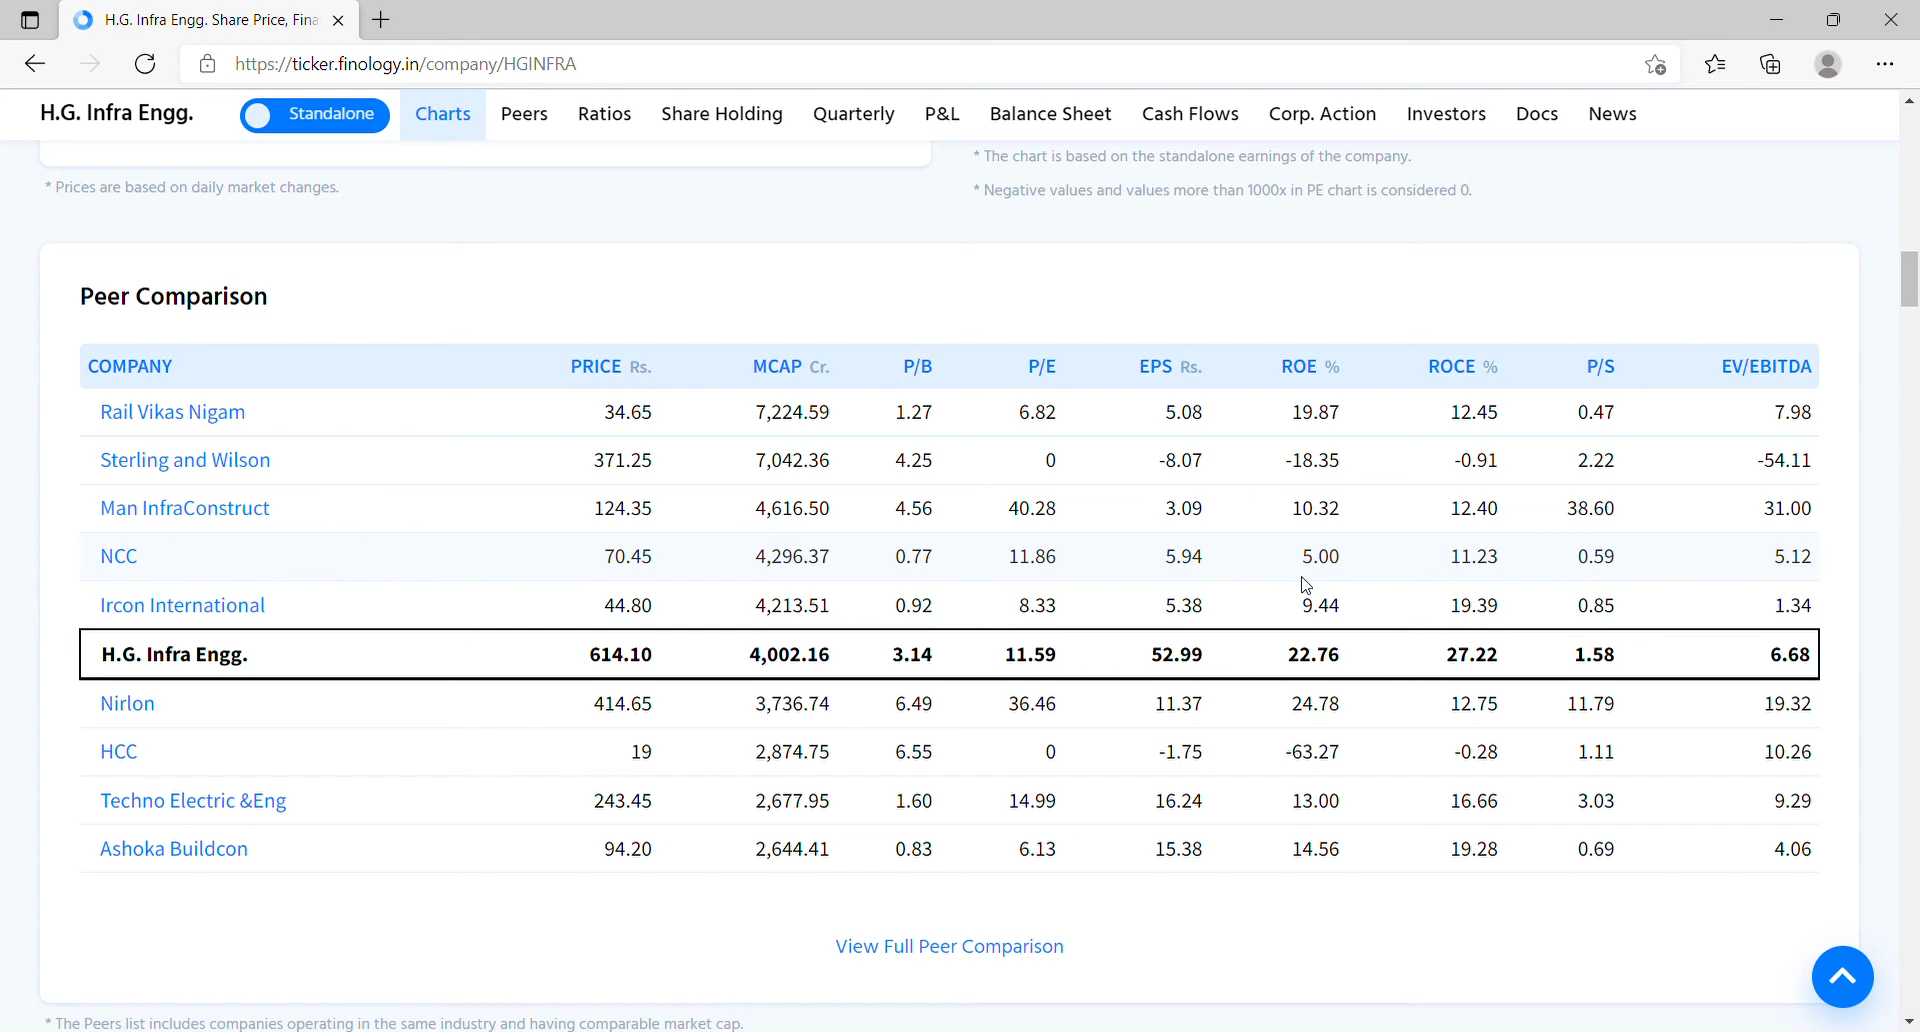 H.G. Infra Engg. Share Price, Fina
https://ticker.finology.in/company/HGINFRA
H.G. Infra Engg. Standalone Charts Peers Ratios Share Holding Quarterly P&L Balance Sheet Cash Flows Corp. Action Investors Docs News
* The chart is based on the standalone earnings of the company.
* Prices are based on daily market changes.
* Negative values and values more than 1000x in PE chart is considered 0.
Peer Comparison
COMPANY PRICE Rs. MCAP Cr. P/B P/E EPS Rs. ROE % ROCE % P/S EV/EBITDA
Rail Vikas Nigam 34.65 7,224.59 1.27 6.82 5.08 19.87 12.45 0.47 7.98
Sterling and Wilson 371.25 7,042.36 4.25 0 -8.07 -18.35 -0.91 2.22 -54.11
Man InfraConstruct 124.35 4,616.50 4.56 40.28 3.09 10.32 12.40 38.60 31.00
NCC 70.45 4,296.37 0.77 11.86 5.94 5.00 11.23 0.59 5.12
Ircon International 44.80 4,213.51 0.92 8.33 5.38 9.44 19.39 0.85 1.34
H.G. Infra Engg. 614.10 4,002.16 3.14 11.59 52.99 22.76 27.22 1.58 6.68
Nirlon 414.65 3,736.74 6.49 36.46 11.37 24.78 12.75 11.79 19.32
HCC 19 2,874.75 6.55 0 -1.75 -63.27 -0.28 1.11 10.26
Techno Electric &Eng 243.45 2,677.95 1.60 14.99 16.24 13.00 16.66 3.03 9.29
Ashoka Buildcon 94.20 2,644.41 0.83 6.13 15.38 14.56 19.28 0.69 4.06
View Full Peer Comparison
* The Peers list includes companies operating in the same industry and having comparable market cap.